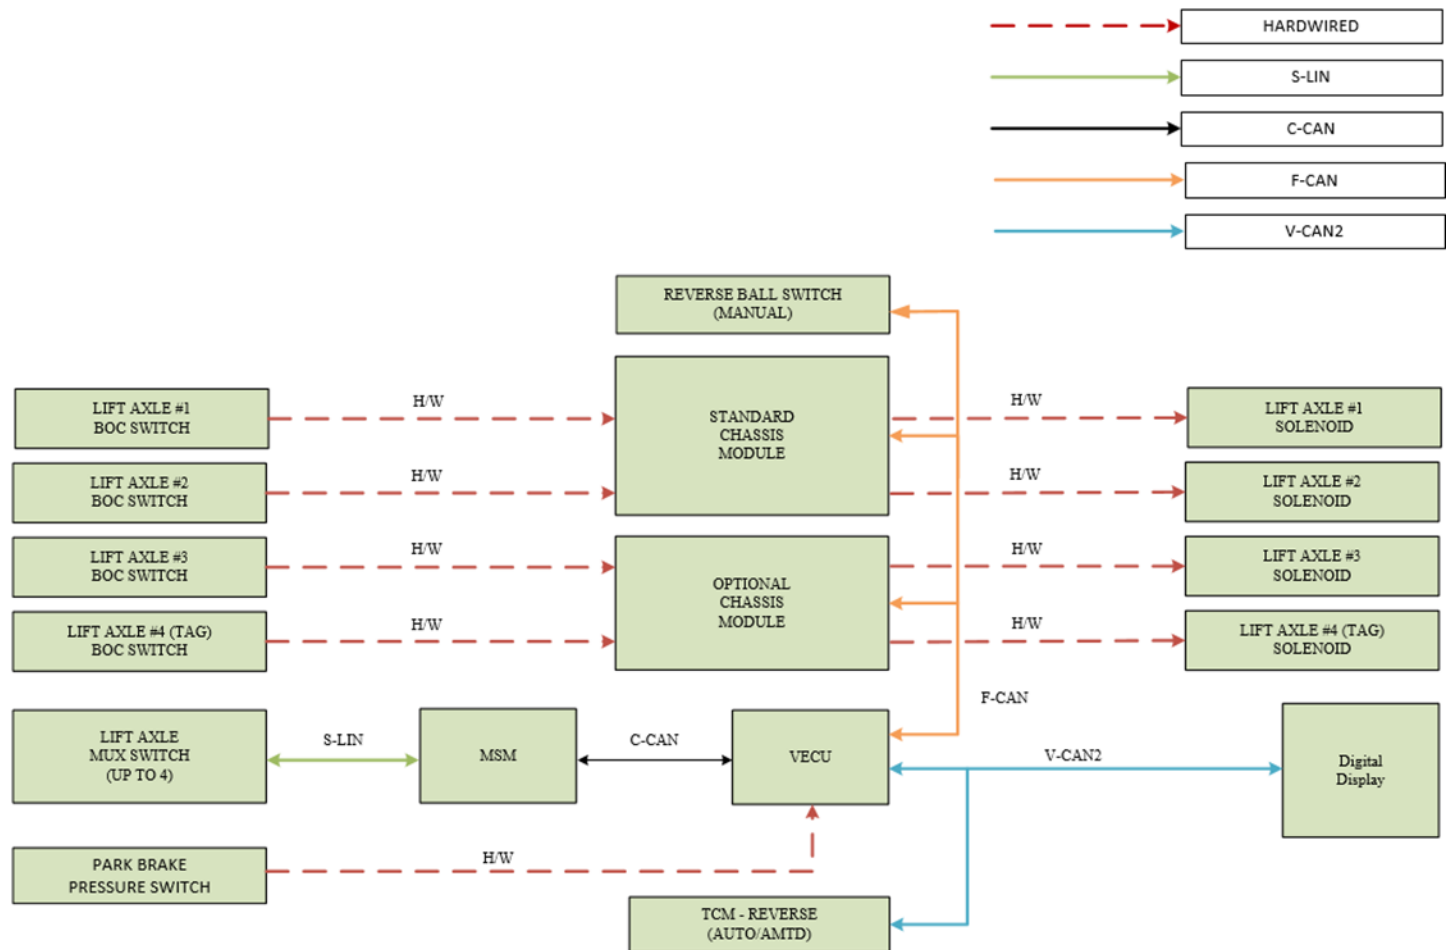 HARDWIRED
S-LIN
C-CAN
F-CAN
V-CAN2
REVERSE BALL SWITCH
(MANUAL)
LIFT AXLE #1
BOC SWITCH
H/W
STANDARD
CHASSIS
MODULE
H/W
LIFT AXLE #1
SOLENOID
LIFT AXLE #2
BOC SWITCH
H/W
H/W
LIFT AXLE #2
SOLENOID
LIFT AXLE #3
BOC SWITCH
H/W
OPTIONAL
CHASSIS
MODULE
H/W
LIFT AXLE #3
SOLENOID
LIFT AXLE #4 (TAG)
BOC SWITCH
H/W
H/W
LIFT AXLE #4 (TAG)
SOLENOID
F-CAN
LIFT AXLE
MUX SWITCH
(UP TO 4)
S-LIN
MSM
C-CAN
VECU
V-CAN2
Digital
Display
PARK BRAKE
PRESSURE SWITCH
H/W
TCM - REVERSE
(AUTO/AMTD)